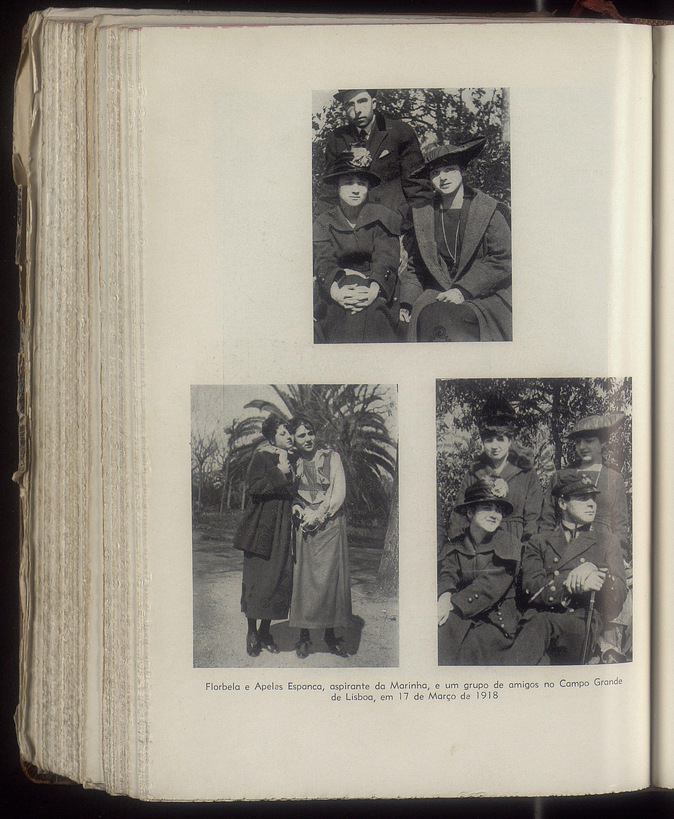 Florbela e Apeles Espanca, aspirante da Marinha, e um grupo de amigos no Campo Grande
de Lisboa, em 17 de Março de 1918